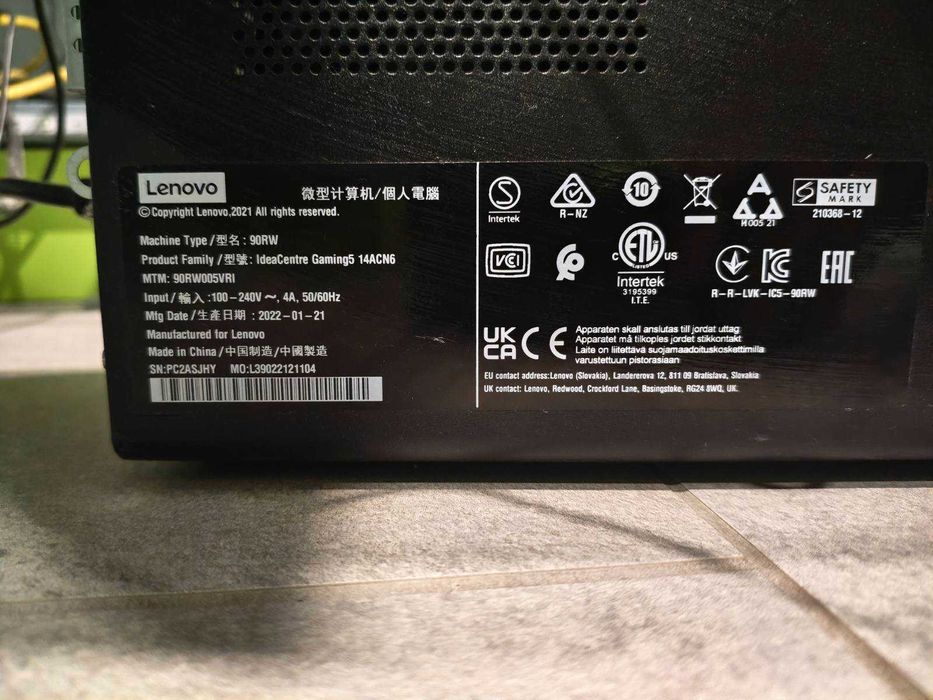 Lenovo
微型计算机/個人電腦
©Copyright Lenovo,2021 All rights reserved.
Machine Type/型名: 90RW
Product Family/型號: IdeaCentre Gaming5 14ACN6
MTM: 90RW005VRI
Input/輸入:100-240V ~, 4A, 50/60Hz
Mfg Date/生產日期: 2022-01-21
Manufactured for Lenovo
Made in China/中国制造/中國製造
SN:PC2ASJHY MO:L39022121104
S
Intertek
R-NZ
10
H005 21
S SAFETY MARK
210368-12
VCI
C ETL US
LISTED
Intertek
3195399
I.T.E.
R-R-LVK-IC5-90RW
EAC
UK CA CE
Apparaten skall anslutas till jordat uttag
Apparatet må tilkoples jordet stikkontakt
Laite on liitettävä suojamaadoituskoskettimilla
varustettuun pistorasiaan
EU contact address:Lenovo (Slovakia), Landererova 12, 811 09 Bratislava, Slovakia
UK contact: Lenovo, Redwood, Crockford Lane, Basingstoke, RG24 8WQ, UK.